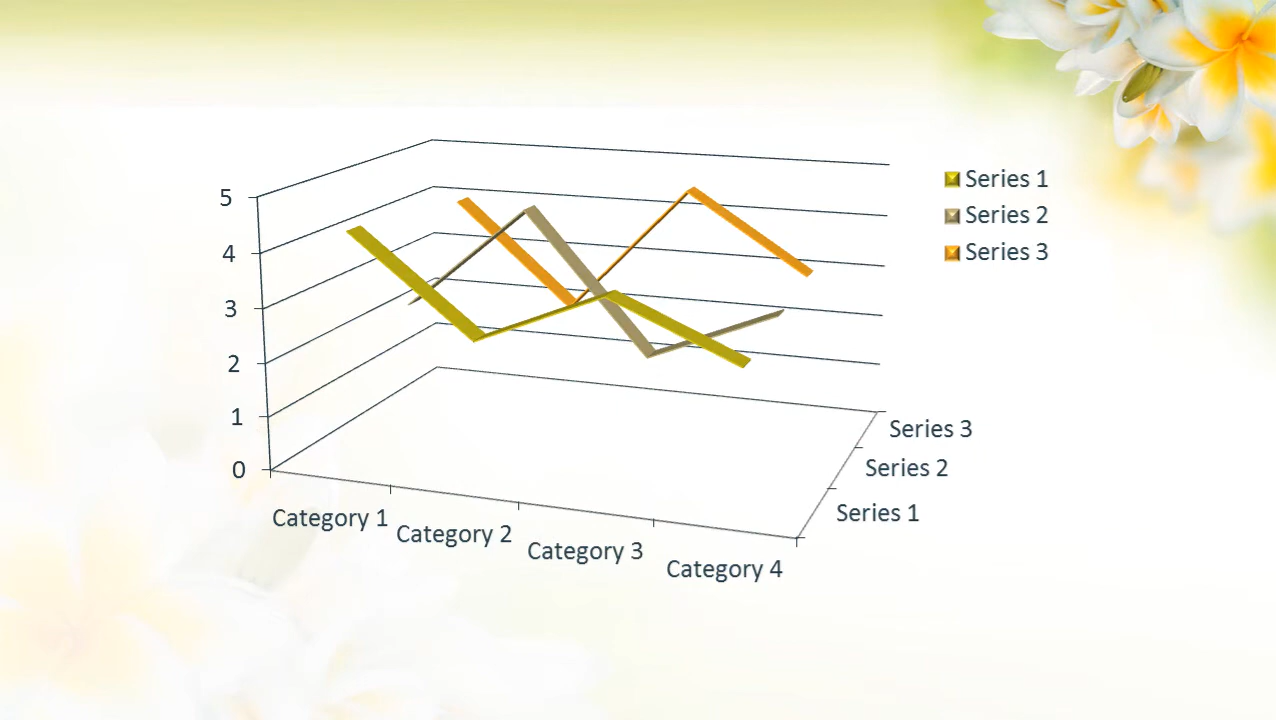 5
4
3
2
1
0
Category 1
Category 2
Category 3
Category 4
Series 1
Series 2
Series 3
Series 3
Series 2
Series 1